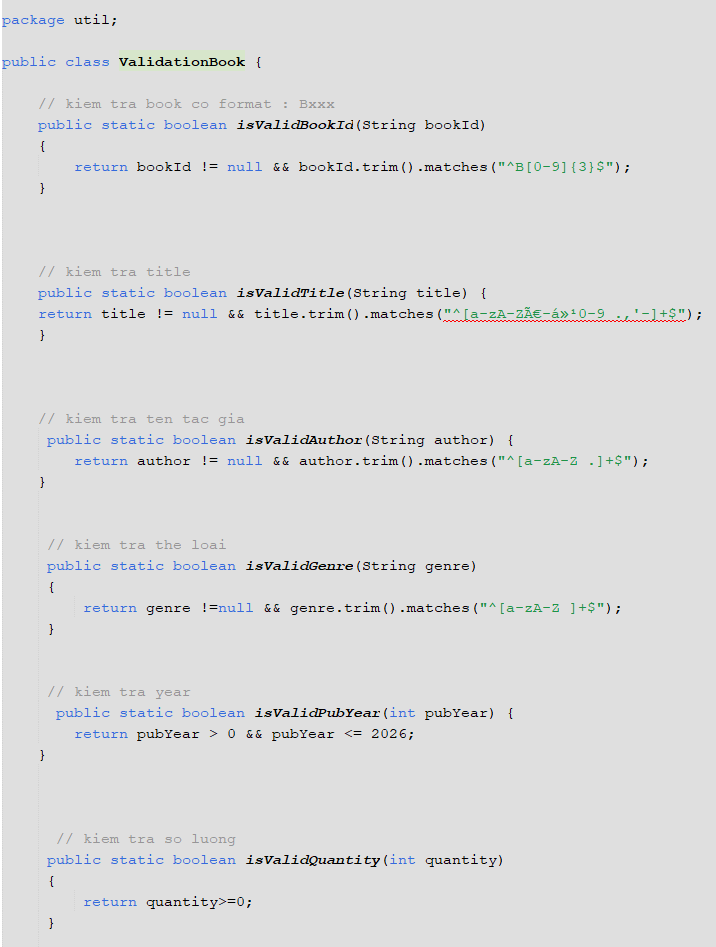 package util;
public class ValidationBook {
// kiem tra book co format : Bxxx
public static boolean isValidBookId(String bookId)
{
return bookId != null && bookId.trim().matches("^B[0-9]{3}$");
}
// kiem tra title
public static boolean isValidTitle(String title) {
return title != null && title.trim().matches("^[a-zA-ZÃ€-á»¹0-9 .,'-]+$");
}
// kiem tra ten tac gia
public static boolean isValidAuthor(String author) {
return author != null && author.trim().matches("^[a-zA-Z .]+$");
}
// kiem tra the loai
public static boolean isValidGenre(String genre)
{
return genre !=null && genre.trim().matches("^[a-zA-Z ]+$");
}
// kiem tra year
public static boolean isValidPubYear(int pubYear) {
return pubYear > 0 && pubYear <= 2026;
}
// kiem tra so luong
public static boolean isValidQuantity(int quantity)
{
return quantity>=0;
}